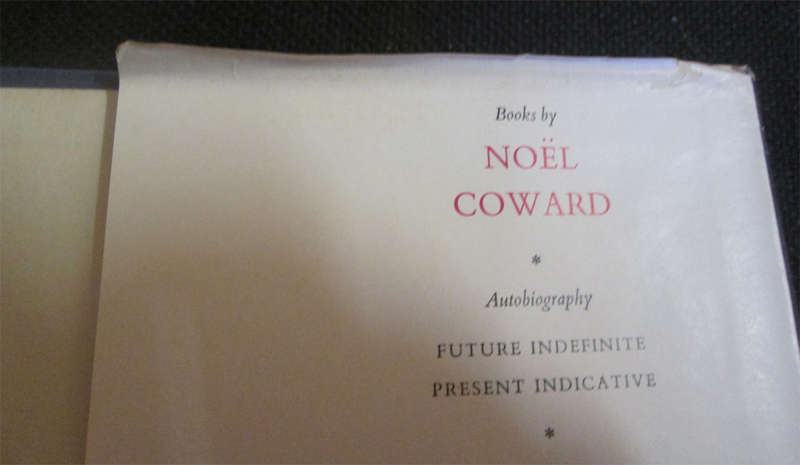 Books by
NOËL
COWARD
*
Autobiography
FUTURE INDEFINITE
PRESENT INDICATIVE
*